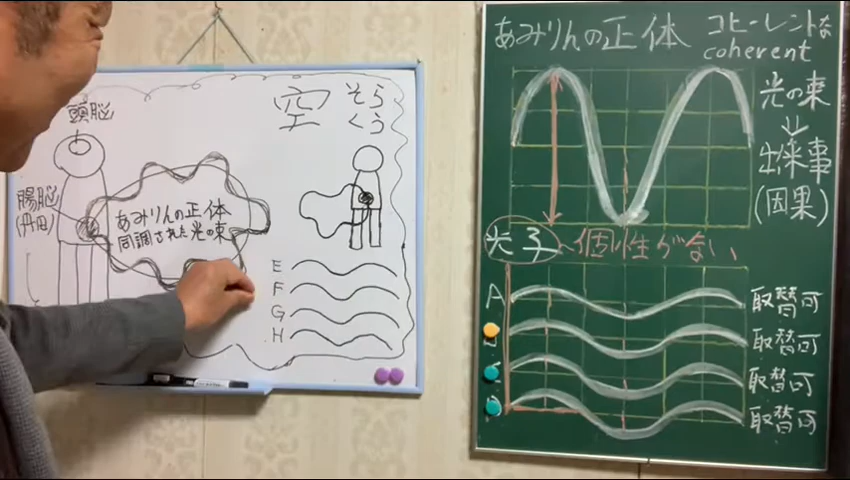 頭脳
腸脳
(丹田)
あみりんの正体
同調された光の束
空 そら
くう
E
F
G
H
あみりんの正体 コヒーレントな
coherent
光の束
出来事
(因果)
光子 個性がない
A 取替可
取替可
取替可
取替可